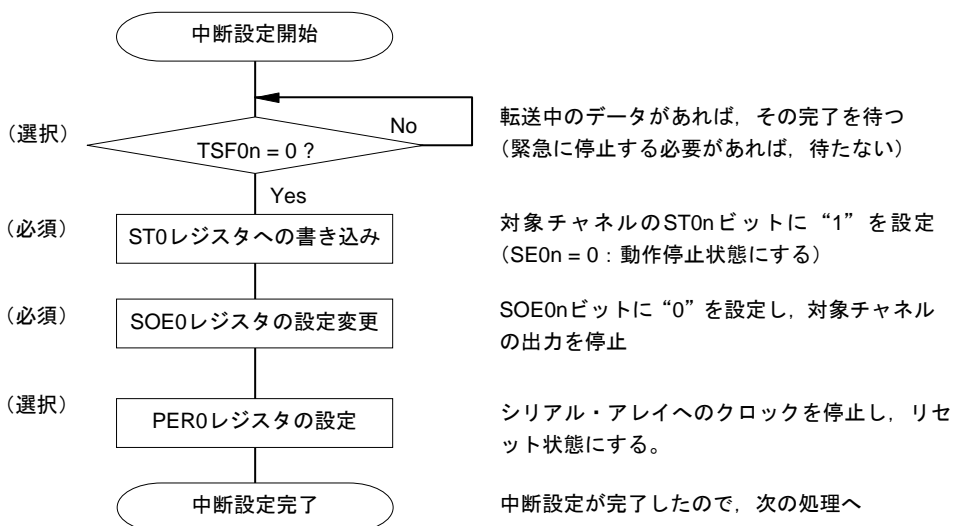 中断設定開始
（選択）
TSF0n = 0 ?
No
転送中のデータがあれば，その完了を待つ
（緊急に停止する必要があれば，待たない）
Yes
（必須）
ST0レジスタへの書き込み
対象チャネルのST0nビットに“1”を設定
（SE0n = 0：動作停止状態にする）
（必須）
SOE0レジスタの設定変更
SOE0nビットに“0”を設定し，対象チャネル
の出力を停止
（選択）
PER0レジスタの設定
シリアル・アレイへのクロックを停止し，リセ
ット状態にする。
中断設定完了
中断設定が完了したので，次の処理へ